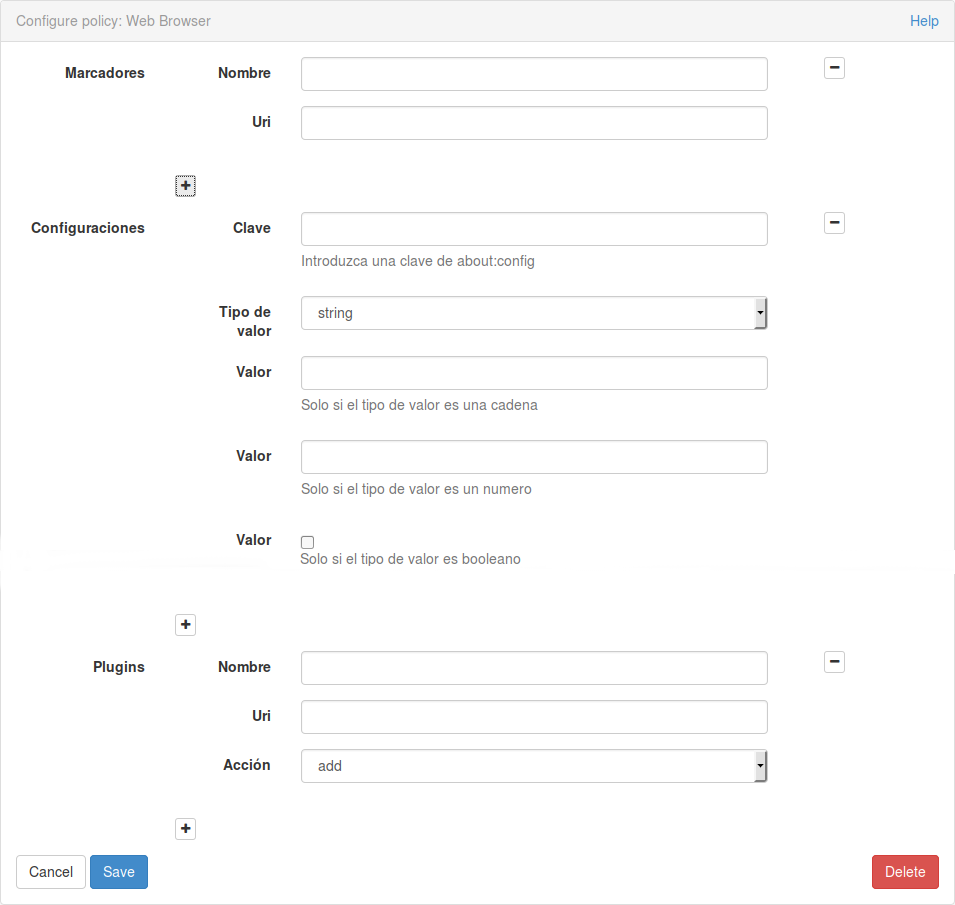 Configure policy: Web Browser Help
Marcadores Nombre
Uri
Configuraciones Clave
Introduzca una clave de about:config
Tipo de
valor string
Valor
Solo si el tipo de valor es una cadena
Valor
Solo si el tipo de valor es un numero
Valor
Solo si el tipo de valor es booleano
Plugins Nombre
Uri
Acción add
Cancel Save Delete